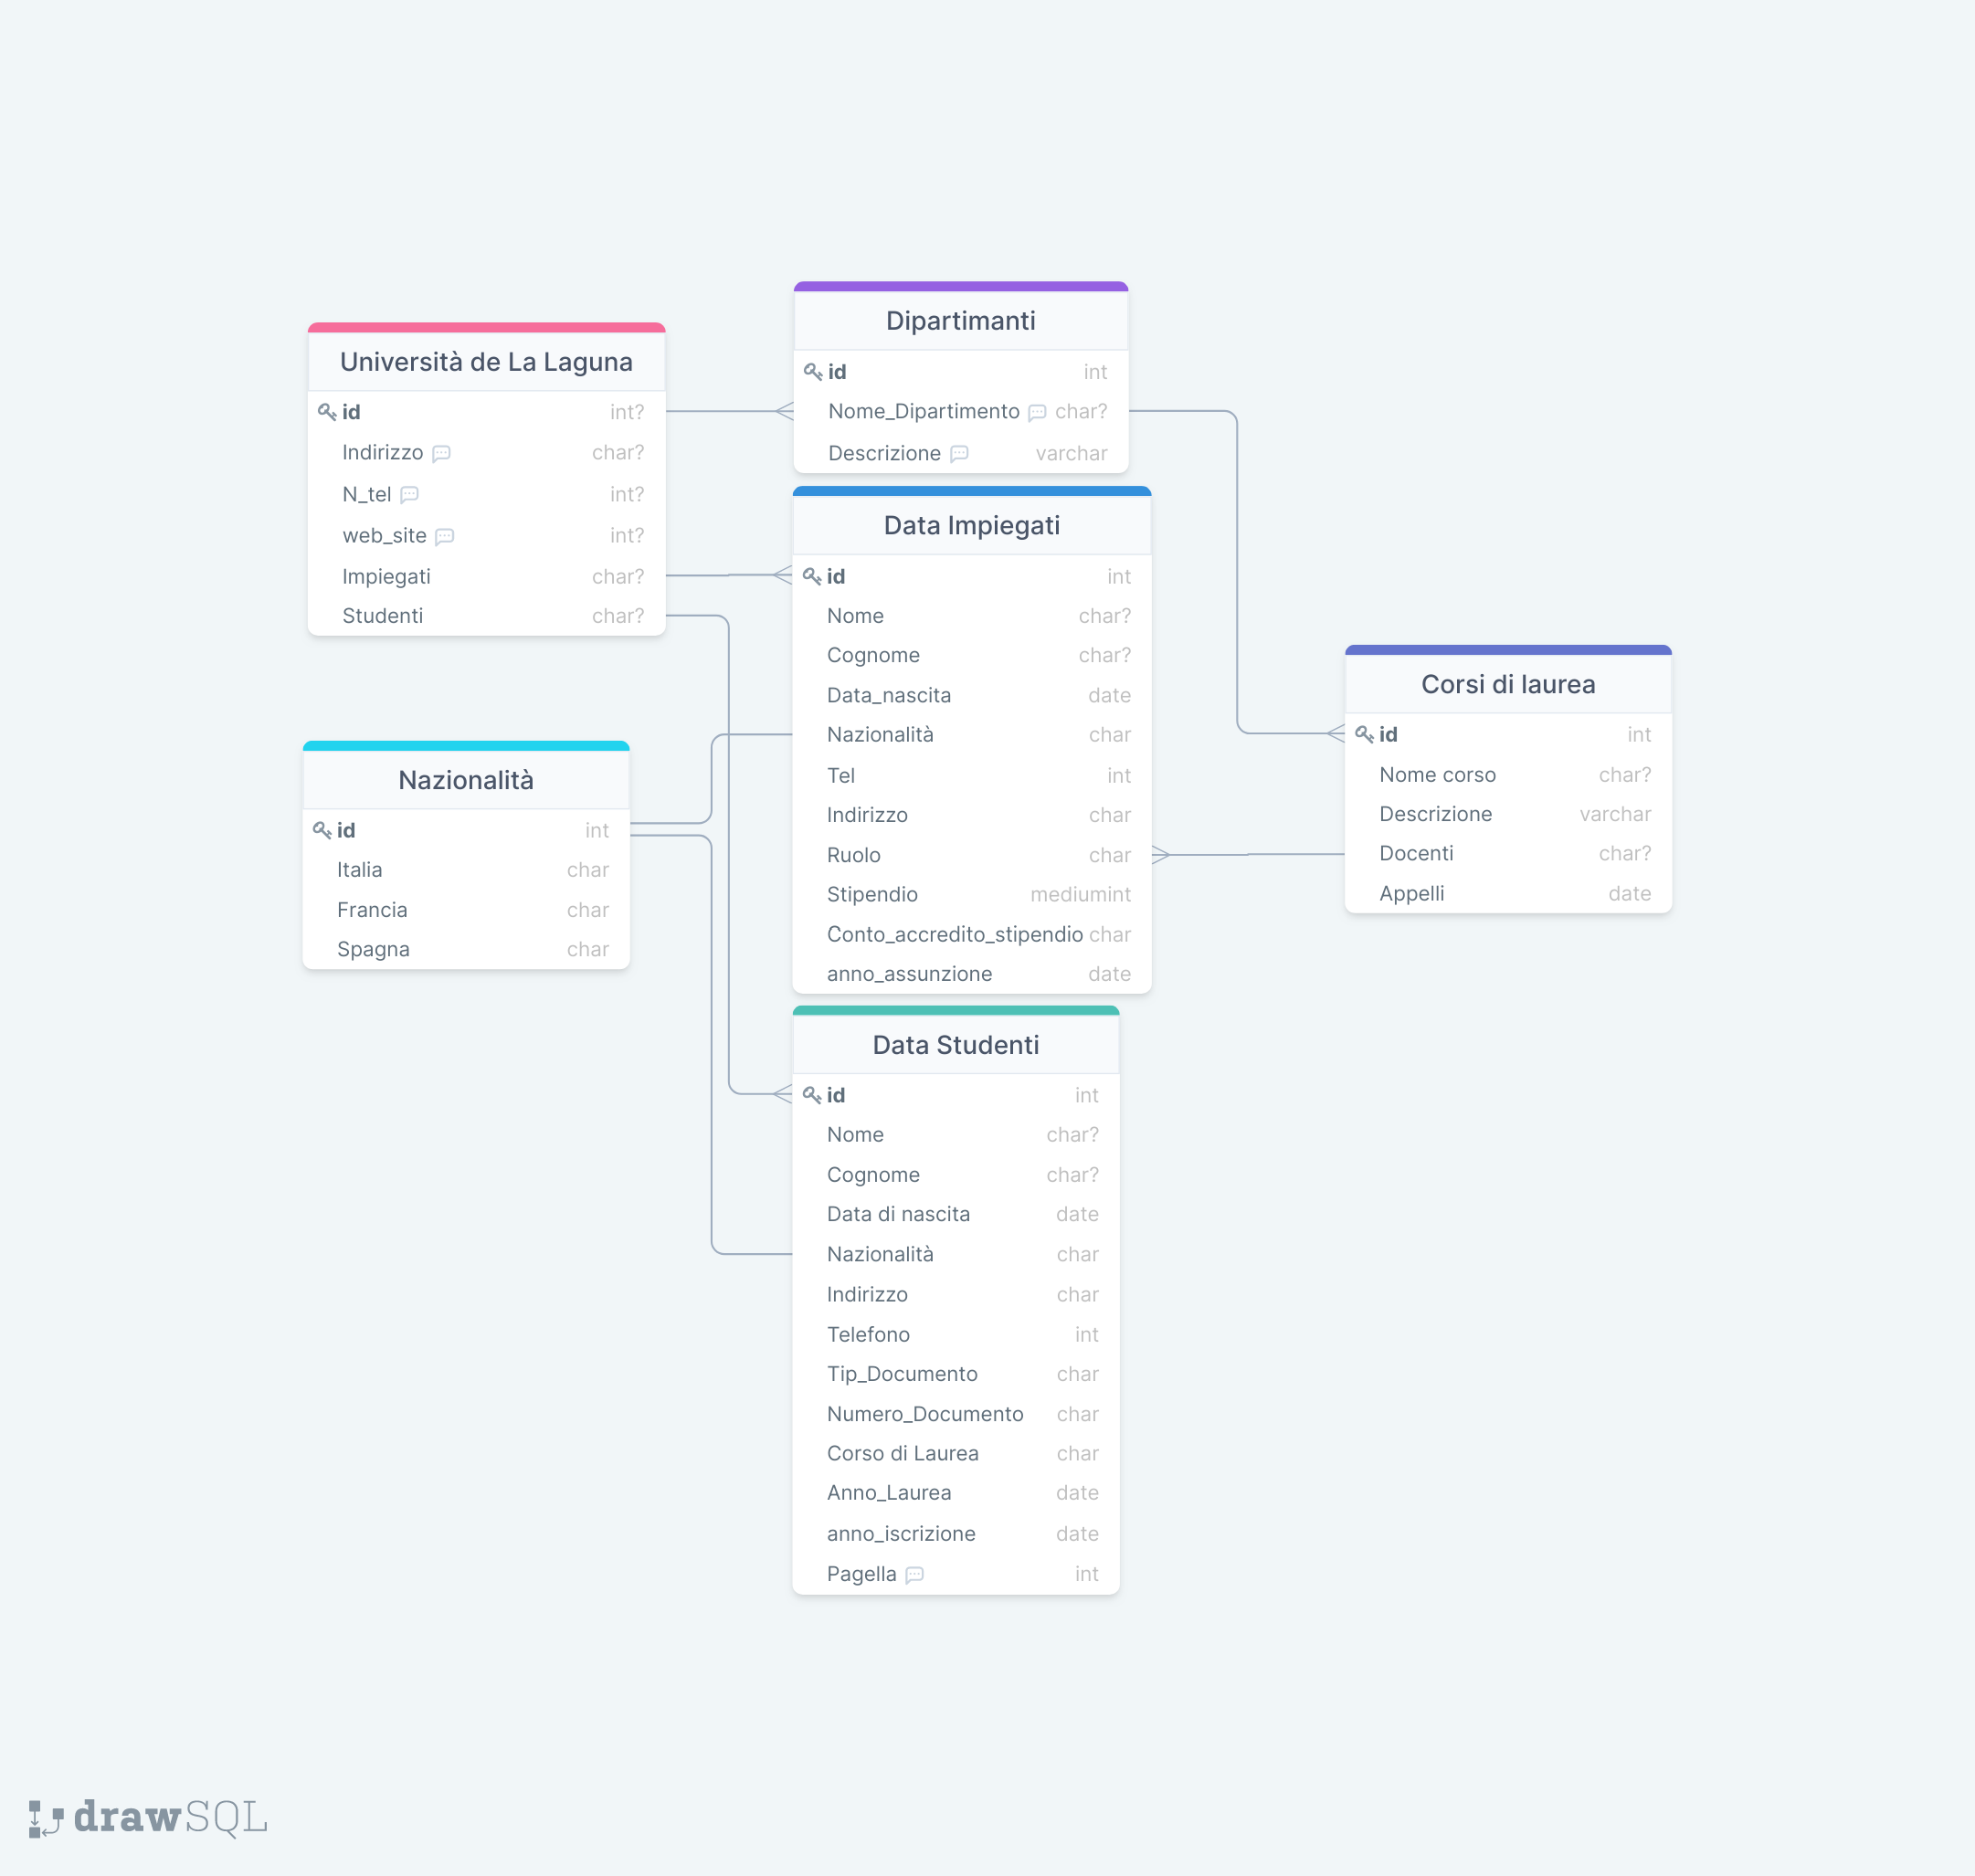 Università de La Laguna
id int?
Indirizzo char?
N_tel int?
web_site int?
Impiegati char?
Studenti char?
Nazionalità
id int
Italia char
Francia char
Spagna char
Dipartimanti
id int
Nome_Dipartimento char?
Descrizione varchar
Data Impiegati
id int
Nome char?
Cognome char?
Data_nascita date
Nazionalità char
Tel int
Indirizzo char
Ruolo char
Stipendio mediumint
Conto_accredito_stipendio char
anno_assunzione date
Data Studenti
id int
Nome char?
Cognome char?
Data di nascita date
Nazionalità char
Indirizzo char
Telefono int
Tip_Documento char
Numero_Documento char
Corso di Laurea char
Anno_Laurea date
anno_iscrizione date
Pagella int
Corsi di laurea
id int
Nome corso char?
Descrizione varchar
Docenti char?
Appelli date
drawSQL